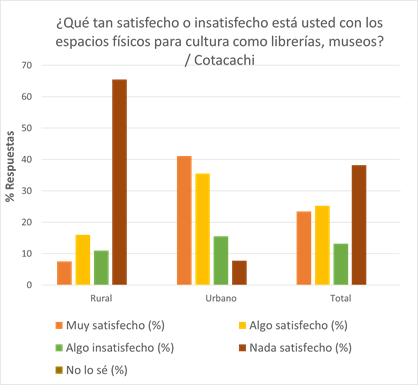 ¿Qué tan satisfecho o insatisfecho está usted con los
espacios físicos para cultura como librerías, museos?
/ Cotacachi
% Respuestas
70
60
50
40
30
20
10
0
Rural
Urbano
Total
Muy satisfecho (%)
Algo satisfecho (%)
Algo insatisfecho (%)
Nada satisfecho (%)
No lo sé (%)